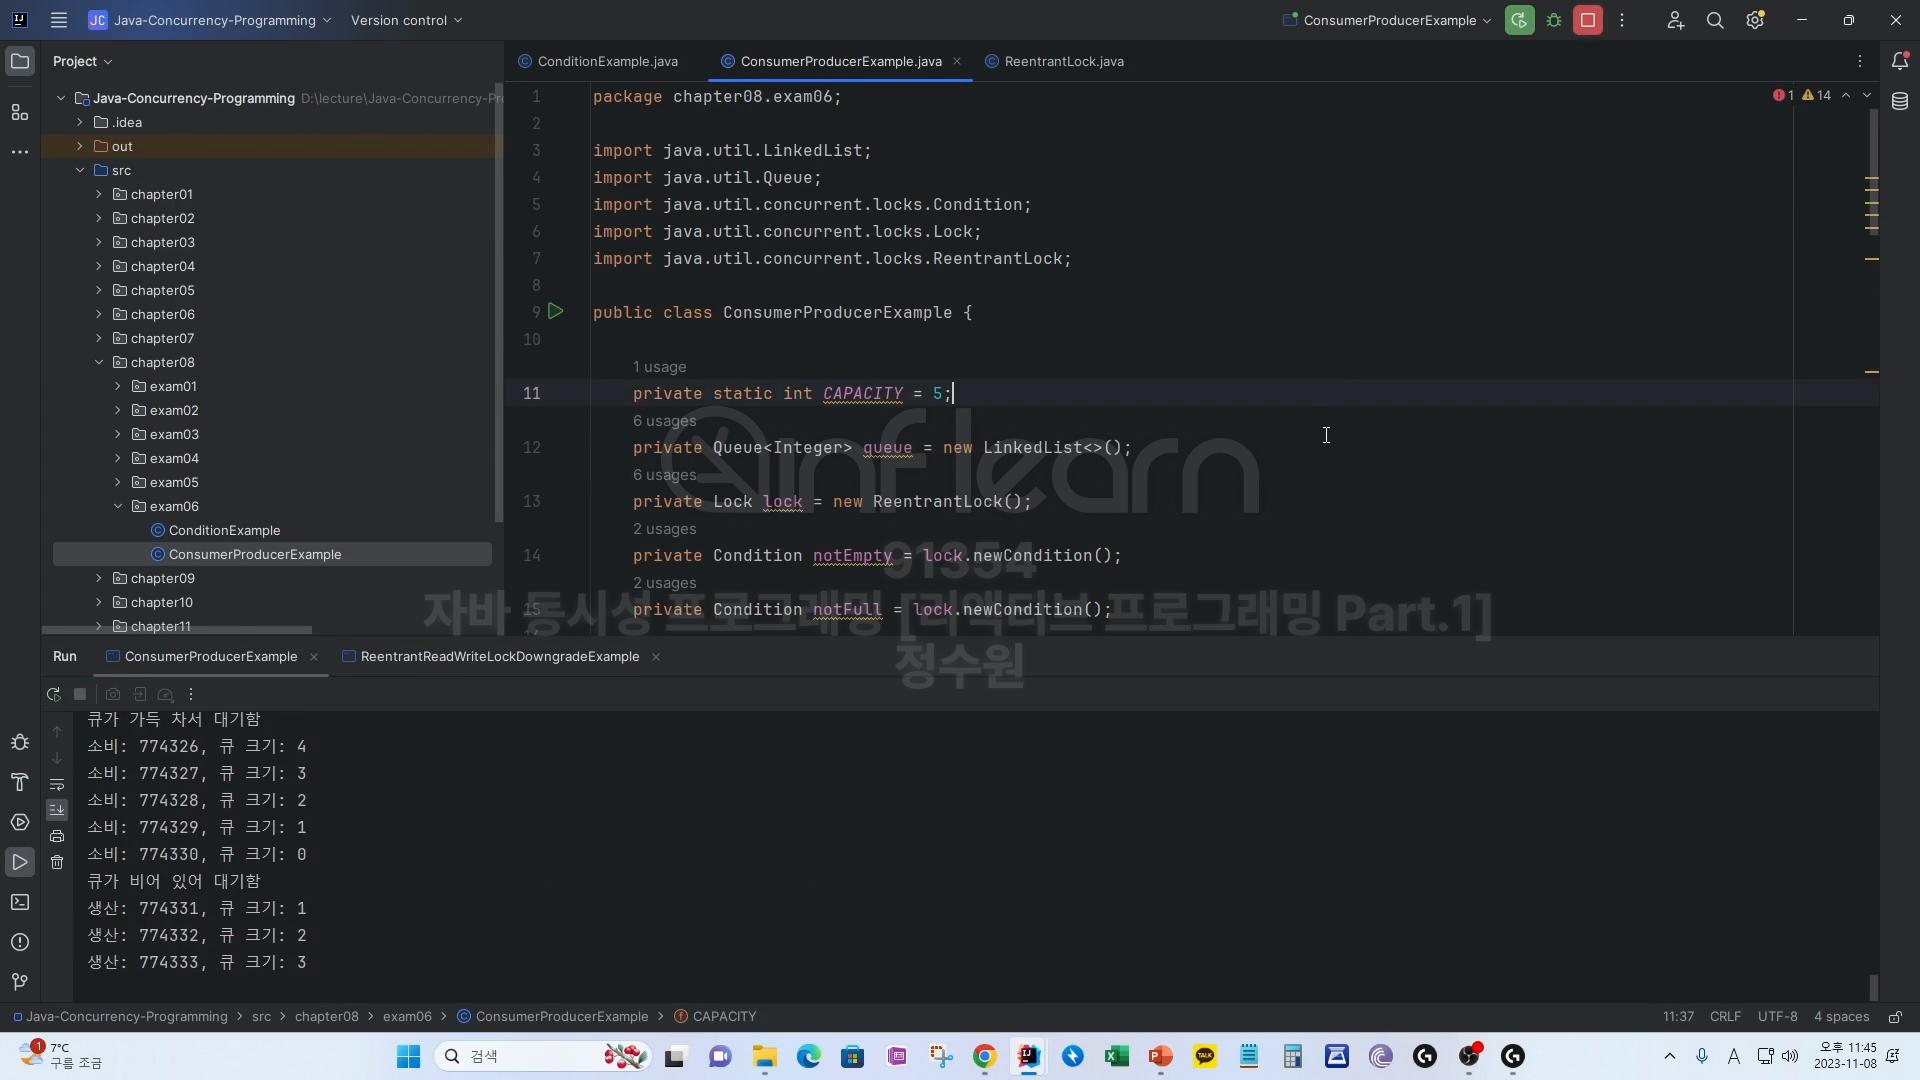 JC Java-Concurrency-Programming Version control ConsumerProducerExample
Project
ConditionExample.java ConsumerProducerExample.java ReentrantLock.java
Java-Concurrency-Programming D:\lecture\Java-Concurrency-Pr
.idea
out
src
chapter01
chapter02
chapter03
chapter04
chapter05
chapter06
chapter07
chapter08
exam01
exam02
exam03
exam04
exam05
exam06
ConditionExample
ConsumerProducerExample
chapter09
chapter10
chapter11
1 package chapter08.exam06;
2
3 import java.util.LinkedList;
4 import java.util.Queue;
5 import java.util.concurrent.locks.Condition;
6 import java.util.concurrent.locks.Lock;
7 import java.util.concurrent.locks.ReentrantLock;
8
9 public class ConsumerProducerExample {
10
1 usage
11 private static int CAPACITY = 5;
6 usages
12 private Queue<Integer> queue = new LinkedList<>();
6 usages
13 private Lock lock = new ReentrantLock();
2 usages
14 private Condition notEmpty = lock.newCondition();
2 usages
15 private Condition notFull = lock.newCondition();
1 14
inflearn
91354
자바 동시성 프로그래밍 [리액티브 프로그래밍 Part.1]
정수원
Run ConsumerProducerExample ReentrantReadWriteLockDowngradeExample
큐가 가득 차서 대기함
소비: 774326, 큐 크기: 4
소비: 774327, 큐 크기: 3
소비: 774328, 큐 크기: 2
소비: 774329, 큐 크기: 1
소비: 774330, 큐 크기: 0
큐가 비어 있어 대기함
생산: 774331, 큐 크기: 1
생산: 774332, 큐 크기: 2
생산: 774333, 큐 크기: 3
Java-Concurrency-Programming > src > chapter08 > exam06 > ConsumerProducerExample > CAPACITY 11:37 CRLF UTF-8 4 spaces
1 7°C
구름 조금
검색
TALK
A
오후 11:45
2023-11-08